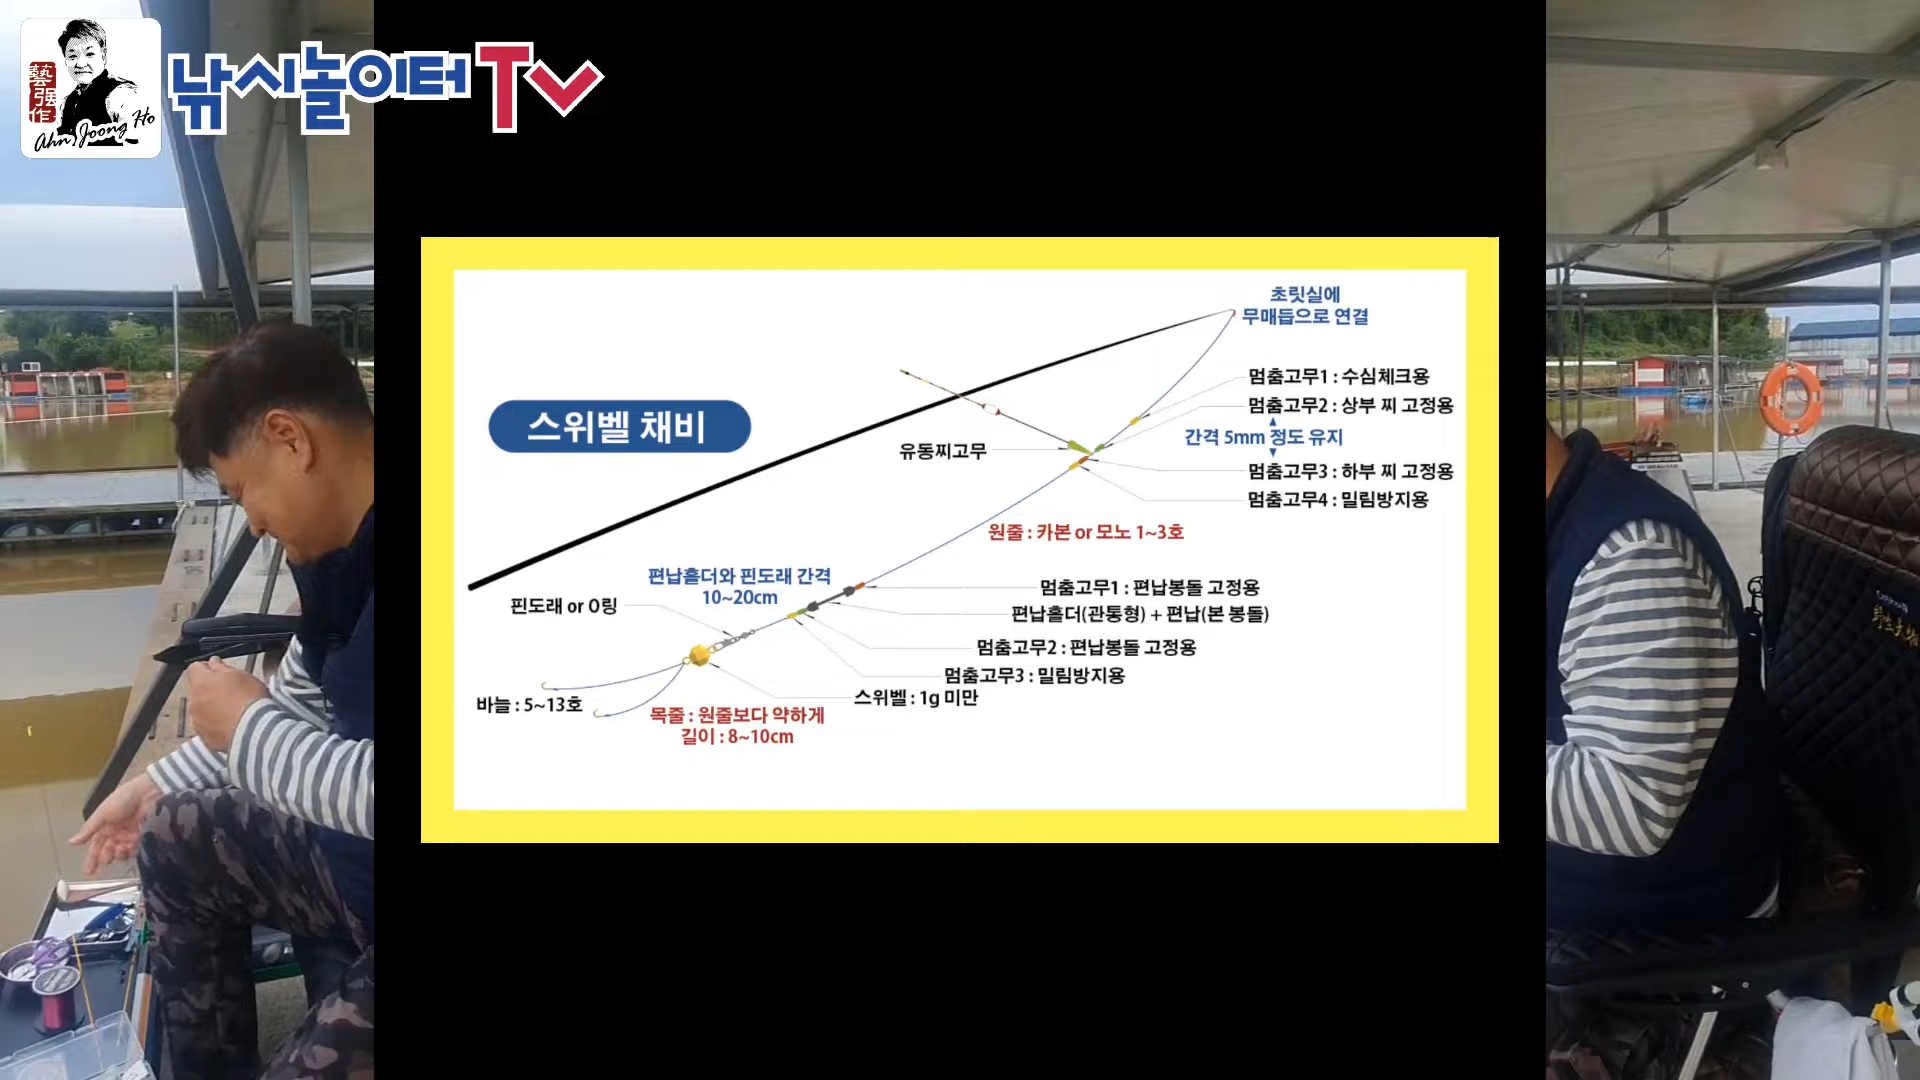 藝强作
Ahn Joong Ho
낚시놀이터 TV
초릿실에
무매듭으로 연결
멈춤고무1 : 수심체크용
멈춤고무2 : 상부 찌 고정용
간격 5mm 정도 유지
멈춤고무3 : 하부 찌 고정용
멈춤고무4 : 밀림방지용
스위벨 채비
유동찌고무
원줄 : 카본 or 모노 1~3호
편납홀더와 핀도래 간격
10~20cm
핀도래 or O링
멈춤고무1 : 편납봉돌 고정용
편납홀더(관통형) + 편납(본 봉돌)
멈춤고무2 : 편납봉돌 고정용
멈춤고무3 : 밀림방지용
스위벨 : 1g 미만
바늘 : 5~13호
목줄 : 원줄보다 약하게
길이 : 8~10cm